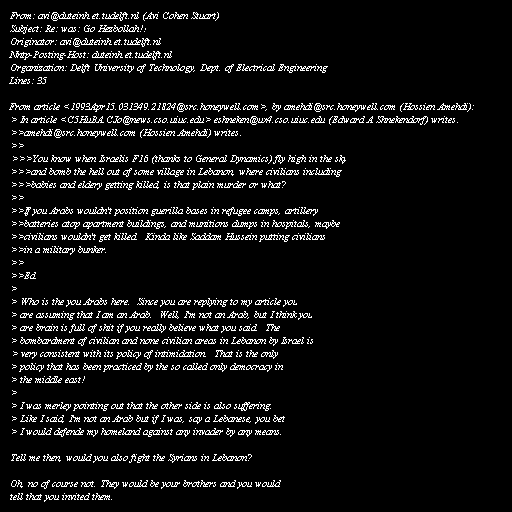 From: avi@duteinh.et.tudelft.nl (Avi Cohen Stuart)
Subject: Re: was: Go Hezbollah!!
Originator: avi@duteinh.et.tudelft.nl
Nntp-Posting-Host: duteinh.et.tudelft.nl
Organization: Delft University of Technology, Dept. of Electrical Engineering
Lines: 35

From article <1993Apr15.031349.21824@src.honeywell.com>, by amehdi@src.honeywell.com (Hossien Amehdi):
> In article <C5HuBA.CJo@news.cso.uiuc.edu> eshneken@ux4.cso.uiuc.edu (Edward A Shnekendorf) writes.
>>amehdi@src.honeywell.com (Hossien Amehdi) writes.
>>
>>>You know when Israelis F16 (thanks to General Dynamics) fly high in the sky
>>>and bomb the hell out of some village in Lebanon, where civilians including
>>>babies and eldery getting killed, is that plain murder or what?
>>
>>If you Arabs wouldn't position guerilla bases in refugee camps, artillery
>>batteries atop apartment buildings, and munitions dumps in hospitals, maybe
>>civilians wouldn't get killed.  Kinda like Saddam Hussein putting civilians
>>in a military bunker.
>>
>>Ed.
>
> Who is the you Arabs here.  Since you are replying to my article you
> are assuming that I am an Arab.  Well, I'm not an Arab, but I think you
> are brain is full of shit if you really believe what you said.  The
> bombardment of civilian and none civilian areas in Lebanon by Israel is
> very consistent with its policy of intimidation.  That is the only
> policy that has been practiced by the so called only democracy in
> the middle east!
>
> I was merley pointing out that the other side is also suffering.
> Like I said, I'm not an Arab but if I was, say a Lebanese, you bet
> I would defende my homeland against any invader by any means.

Tell me then, would you also fight the Syrians in Lebanon?

Oh, no of course not. They would be your brothers and you would
tell that you invited them.